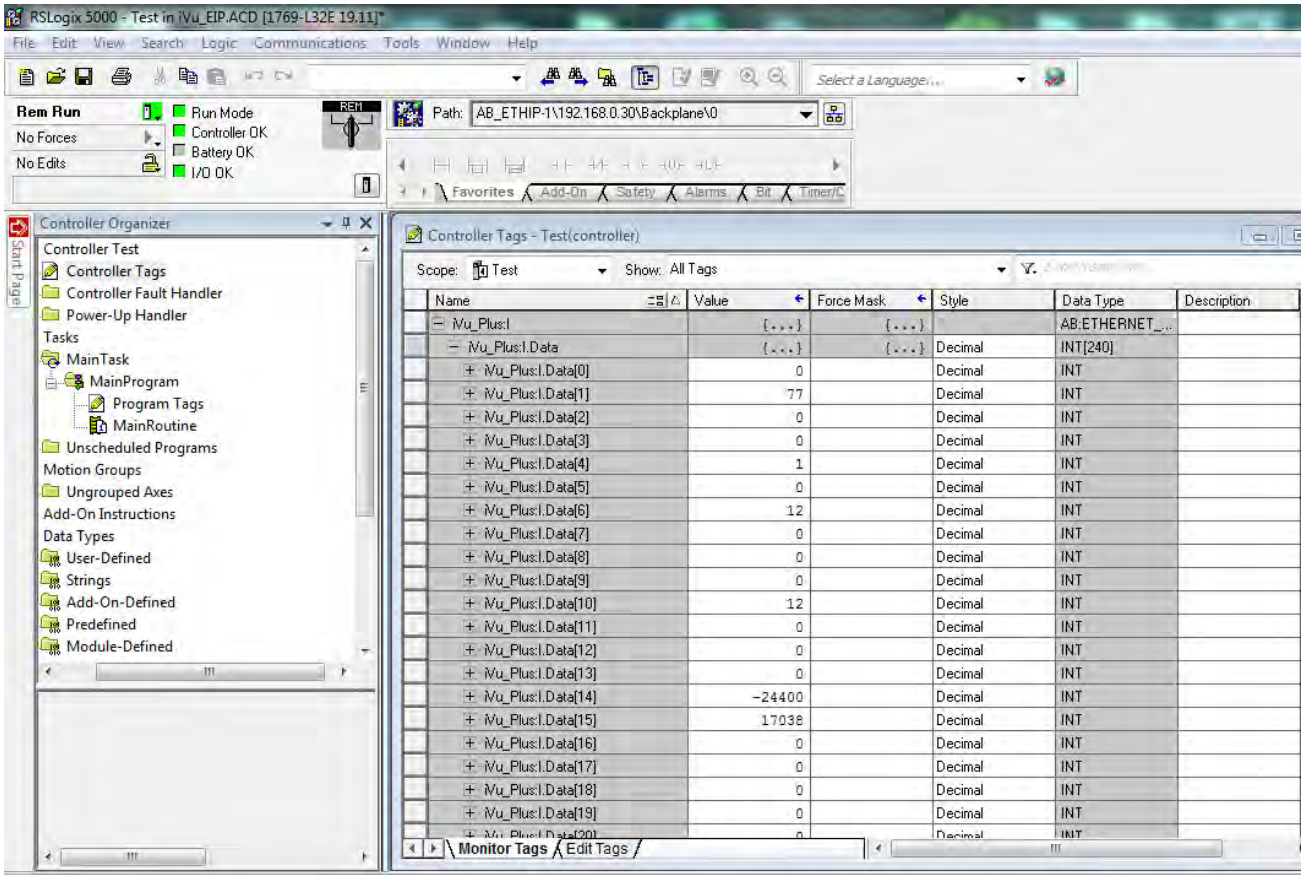 RSLogix 5000 - Test in iVu_EIP.ACD [1769-L32E 19.11]*
File Edit View Search Logic Communications Tools Window Help
Select a Language...
Rem Run
Run Mode
No Forces
Controller OK
Battery OK
No Edits
I/O OK
REM
Path: AB_ETHIP-1\192.168.0.30\Backplane\0
Favorites Add-On Safety Alarms Bit Timer/C
Start Page
Controller Organizer
Controller Test
Controller Tags
Controller Fault Handler
Power-Up Handler
Tasks
MainTask
MainProgram
Program Tags
MainRoutine
Unscheduled Programs
Motion Groups
Ungrouped Axes
Add-On Instructions
Data Types
User-Defined
Strings
Add-On-Defined
Predefined
Module-Defined
Controller Tags - Test(controller)
Scope: Test Show: All Tags
Name Value Force Mask Style Data Type Description
iVu_Plus:I {...} {...} AB:ETHERNET_...
iVu_Plus:I.Data {...} {...} Decimal INT[240]
iVu_Plus:I.Data[0] 0 Decimal INT
iVu_Plus:I.Data[1] 77 Decimal INT
iVu_Plus:I.Data[2] 0 Decimal INT
iVu_Plus:I.Data[3] 0 Decimal INT
iVu_Plus:I.Data[4] 1 Decimal INT
iVu_Plus:I.Data[5] 0 Decimal INT
iVu_Plus:I.Data[6] 12 Decimal INT
iVu_Plus:I.Data[7] 0 Decimal INT
iVu_Plus:I.Data[8] 0 Decimal INT
iVu_Plus:I.Data[9] 0 Decimal INT
iVu_Plus:I.Data[10] 12 Decimal INT
iVu_Plus:I.Data[11] 0 Decimal INT
iVu_Plus:I.Data[12] 0 Decimal INT
iVu_Plus:I.Data[13] 0 Decimal INT
iVu_Plus:I.Data[14] -24400 Decimal INT
iVu_Plus:I.Data[15] 17038 Decimal INT
iVu_Plus:I.Data[16] 0 Decimal INT
iVu_Plus:I.Data[17] 0 Decimal INT
iVu_Plus:I.Data[18] 0 Decimal INT
iVu_Plus:I.Data[19] 0 Decimal INT
iVu_Plus:I.Data[20] 0 Decimal INT
Monitor Tags Edit Tags